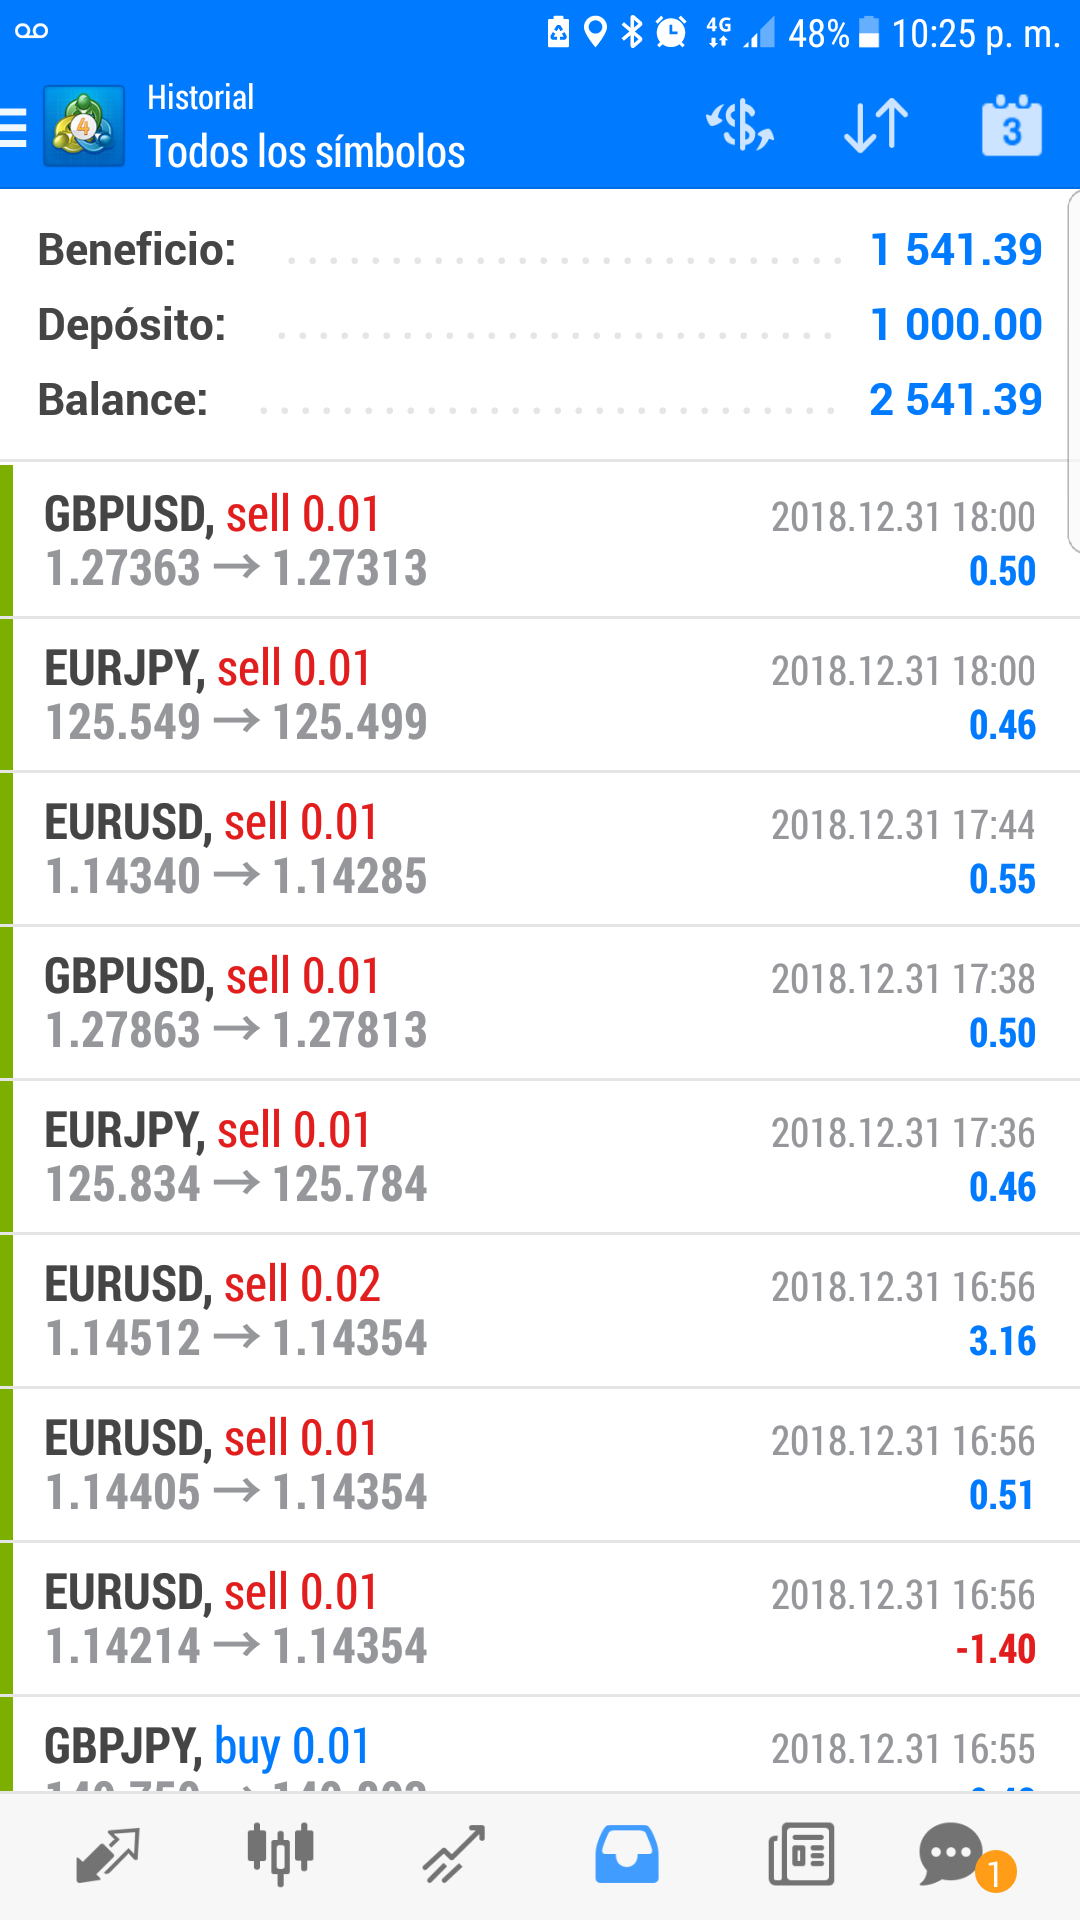 4G 48% 10:25 p. m.
Historial
Todos los símbolos
4
3
Beneficio: 1 541.39
Depósito: 1 000.00
Balance: 2 541.39
GBPUSD, sell 0.01 2018.12.31 18:00
1.27363 → 1.27313 0.50
EURJPY, sell 0.01 2018.12.31 18:00
125.549 → 125.499 0.46
EURUSD, sell 0.01 2018.12.31 17:44
1.14340 → 1.14285 0.55
GBPUSD, sell 0.01 2018.12.31 17:38
1.27863 → 1.27813 0.50
EURJPY, sell 0.01 2018.12.31 17:36
125.834 → 125.784 0.46
EURUSD, sell 0.02 2018.12.31 16:56
1.14512 → 1.14354 3.16
EURUSD, sell 0.01 2018.12.31 16:56
1.14405 → 1.14354 0.51
EURUSD, sell 0.01 2018.12.31 16:56
1.14214 → 1.14354 -1.40
GBPJPY, buy 0.01 2018.12.31 16:55
1